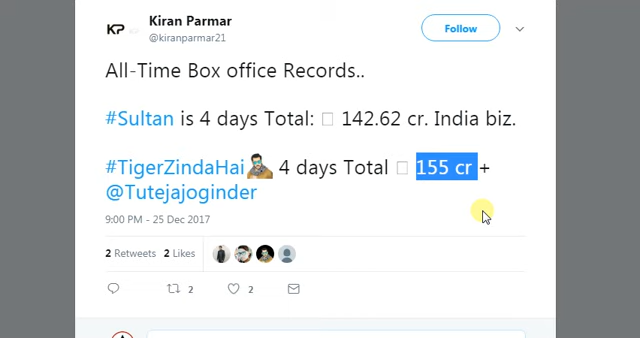 KP
Kiran Parmar
@kiranparmar21
Follow
All-Time Box office Records..
#Sultan is 4 days Total: 142.62 cr. India biz.
#TigerZindaHai 4 days Total 155 cr +
@Tutejajoginder
9:00 PM - 25 Dec 2017
2 Retweets 2 Likes
2 2